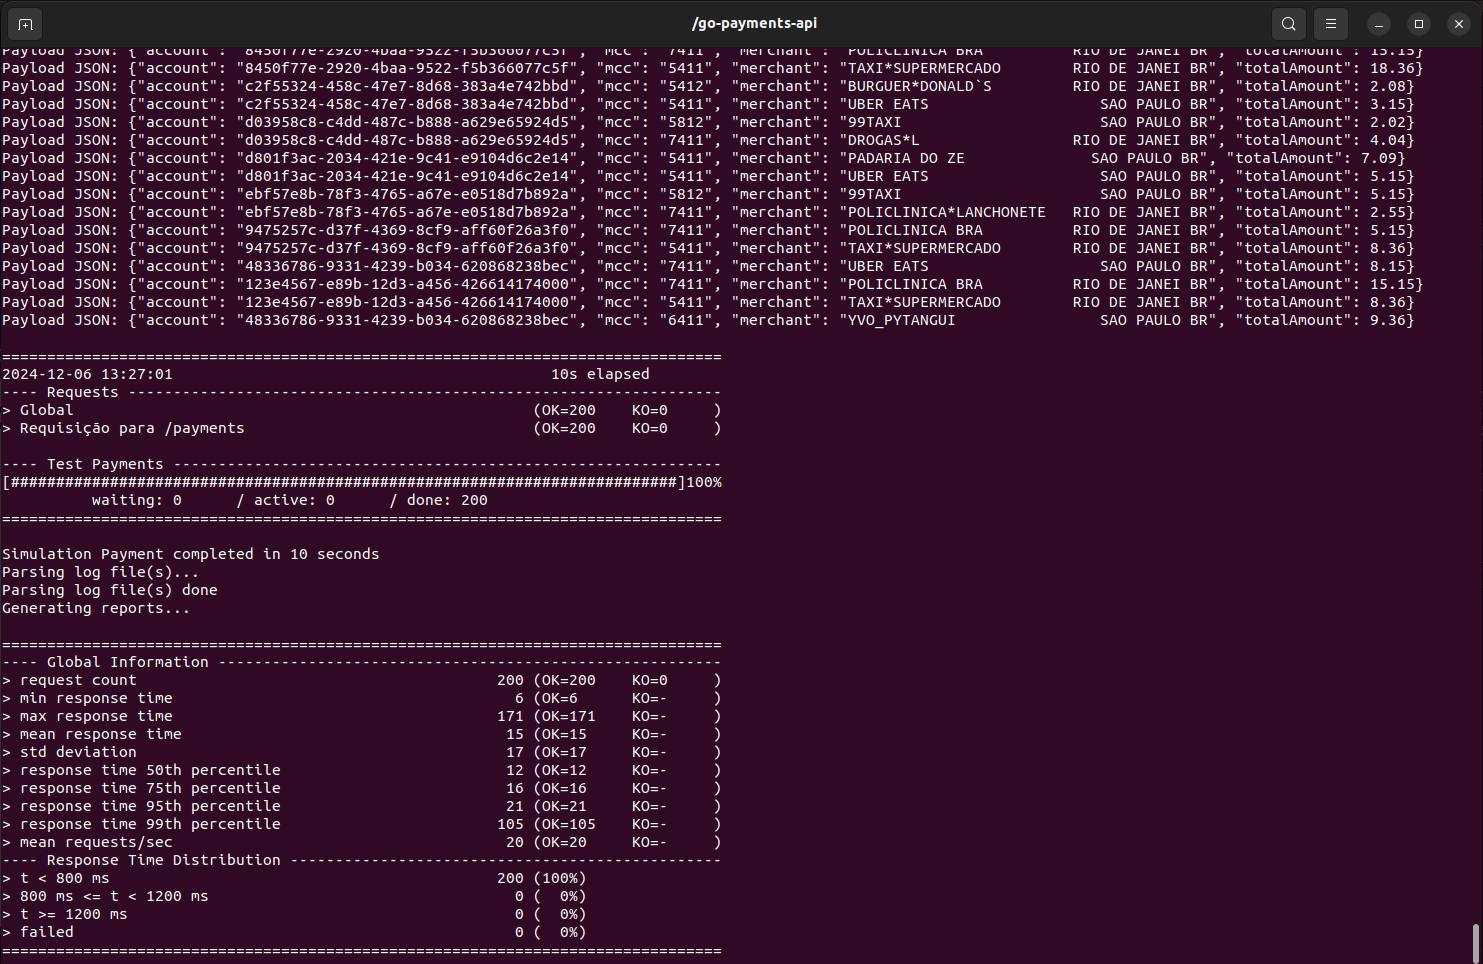 /go-payments-api
Payload JSON: {"account": "8450f77e-2920-4baa-9522-f5b366077c5f", "mcc": "7411", "merchant": "POLICLINICA BRA          RIO DE JANEI BR", "totalAmount": 15.15}
Payload JSON: {"account": "8450f77e-2920-4baa-9522-f5b366077c5f", "mcc": "5411", "merchant": "TAXI*SUPERMERCADO        RIO DE JANEI BR", "totalAmount": 18.36}
Payload JSON: {"account": "c2f55324-458c-47e7-8d68-383a4e742bbd", "mcc": "5412", "merchant": "BURGUER*DONALD`S         RIO DE JANEI BR", "totalAmount": 2.08}
Payload JSON: {"account": "c2f55324-458c-47e7-8d68-383a4e742bbd", "mcc": "5411", "merchant": "UBER EATS                   SAO PAULO BR", "totalAmount": 3.15}
Payload JSON: {"account": "d03958c8-c4dd-487c-b888-a629e65924d5", "mcc": "5812", "merchant": "99TAXI                      SAO PAULO BR", "totalAmount": 2.02}
Payload JSON: {"account": "d03958c8-c4dd-487c-b888-a629e65924d5", "mcc": "7411", "merchant": "DROGAS*L                 RIO DE JANEI BR", "totalAmount": 4.04}
Payload JSON: {"account": "d801f3ac-2034-421e-9c41-e9104d6c2e14", "mcc": "5411", "merchant": "PADARIA DO ZE              SAO PAULO BR", "totalAmount": 7.09}
Payload JSON: {"account": "d801f3ac-2034-421e-9c41-e9104d6c2e14", "mcc": "5411", "merchant": "UBER EATS                   SAO PAULO BR", "totalAmount": 5.15}
Payload JSON: {"account": "ebf57e8b-78f3-4765-a67e-e0518d7b892a", "mcc": "5812", "merchant": "99TAXI                      SAO PAULO BR", "totalAmount": 5.15}
Payload JSON: {"account": "ebf57e8b-78f3-4765-a67e-e0518d7b892a", "mcc": "7411", "merchant": "POLICLINICA*LANCHONETE   RIO DE JANEI BR", "totalAmount": 2.55}
Payload JSON: {"account": "9475257c-d37f-4369-8cf9-aff60f26a3f0", "mcc": "7411", "merchant": "POLICLINICA BRA          RIO DE JANEI BR", "totalAmount": 5.15}
Payload JSON: {"account": "9475257c-d37f-4369-8cf9-aff60f26a3f0", "mcc": "5411", "merchant": "TAXI*SUPERMERCADO        RIO DE JANEI BR", "totalAmount": 8.36}
Payload JSON: {"account": "48336786-9331-4239-b034-620868238bec", "mcc": "7411", "merchant": "UBER EATS                   SAO PAULO BR", "totalAmount": 8.15}
Payload JSON: {"account": "123e4567-e89b-12d3-a456-426614174000", "mcc": "7411", "merchant": "POLICLINICA BRA          RIO DE JANEI BR", "totalAmount": 15.15}
Payload JSON: {"account": "123e4567-e89b-12d3-a456-426614174000", "mcc": "5411", "merchant": "TAXI*SUPERMERCADO        RIO DE JANEI BR", "totalAmount": 8.36}
Payload JSON: {"account": "48336786-9331-4239-b034-620868238bec", "mcc": "6411", "merchant": "YVO_PYTANGUI                SAO PAULO BR", "totalAmount": 9.36}
================================================================================
2024-12-06 13:27:01                                          10s elapsed
---- Requests ------------------------------------------------------------------
> Global                                                   (OK=200    KO=0     )
> Requisição para /payments                                (OK=200    KO=0     )
---- Test Payments -------------------------------------------------------------
[##########################################################################]100%
          waiting: 0      / active: 0      / done: 200
================================================================================
Simulation Payment completed in 10 seconds
Parsing log file(s)...
Parsing log file(s) done
Generating reports...
================================================================================
---- Global Information --------------------------------------------------------
> request count                                        200 (OK=200    KO=0     )
> min response time                                      6 (OK=6      KO=-     )
> max response time                                    171 (OK=171    KO=-     )
> mean response time                                    15 (OK=15     KO=-     )
> std deviation                                         17 (OK=17     KO=-     )
> response time 50th percentile                         12 (OK=12     KO=-     )
> response time 75th percentile                         16 (OK=16     KO=-     )
> response time 95th percentile                         21 (OK=21     KO=-     )
> response time 99th percentile                        105 (OK=105    KO=-     )
> mean requests/sec                                     20 (OK=20     KO=-     )
---- Response Time Distribution ------------------------------------------------
> t < 800 ms                                           200 (100%)
> 800 ms <= t < 1200 ms                                  0 (  0%)
> t >= 1200 ms                                           0 (  0%)
> failed                                                 0 (  0%)
================================================================================